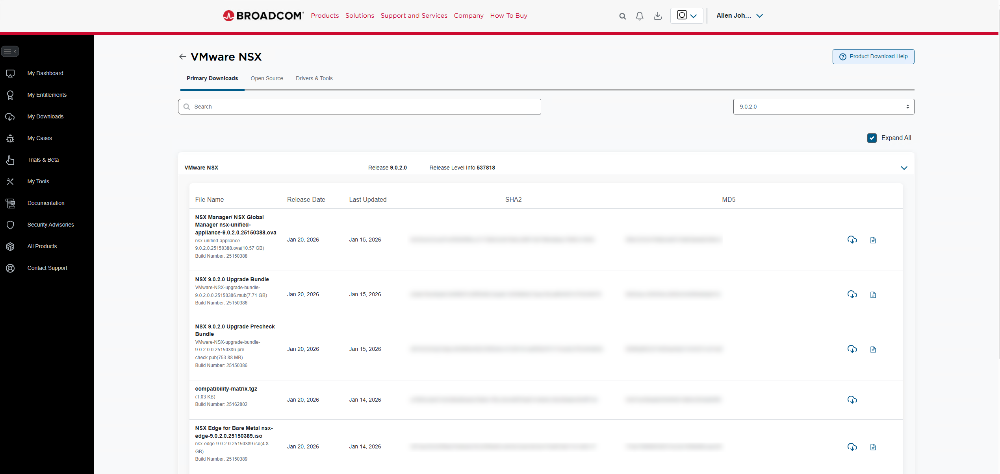 BROADCOM Products Solutions Support and Services Company How To Buy Allen Joh...
VMware NSX
Product Download Help
My Dashboard
My Entitlements
My Downloads
My Cases
Trials & Beta
My Tools
Documentation
Security Advisories
All Products
Contact Support
Primary Downloads Open Source Drivers & Tools
Search
9.0.2.0
Expand All
VMware NSX Release 9.0.2.0 Release Level Info 537818
File Name Release Date Last Updated SHA2 MD5
NSX Manager/ NSX Global
Manager nsx-unified-
appliance-9.0.2.0.25150388.ova
nsx-unified-appliance-
9.0.2.0.25150388.ova(10.57 GB)
Build Number: 25150388
Jan 20, 2026 Jan 15, 2026
NSX 9.0.2.0 Upgrade Bundle
VMware-NSX-upgrade-bundle-
9.0.2.0.0.25150386.mub(7.71 GB)
Build Number: 25150386
Jan 20, 2026 Jan 15, 2026
NSX 9.0.2.0 Upgrade Precheck
Bundle
VMware-NSX-upgrade-bundle-
9.0.2.0.0.25150386-pre-
check.pub(753.88 MB)
Build Number: 25150386
Jan 20, 2026 Jan 15, 2026
compatibility-matrix.tgz
(1.03 KB)
Build Number: 25162802
Jan 20, 2026 Jan 14, 2026
NSX Edge for Bare Metal nsx-
edge-9.0.2.0.25150389.iso
nsx-edge-9.0.2.0.25150389.iso(4.8
GB)
Build Number: 25150389
Jan 20, 2026 Jan 14, 2026